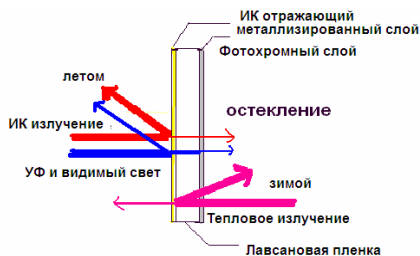 ИК отражающий
металлизированный слой
Фотохромный слой
летом
остекление
ИК излучение
УФ и видимый свет
зимой
Тепловое излучение
Лавсановая пленка